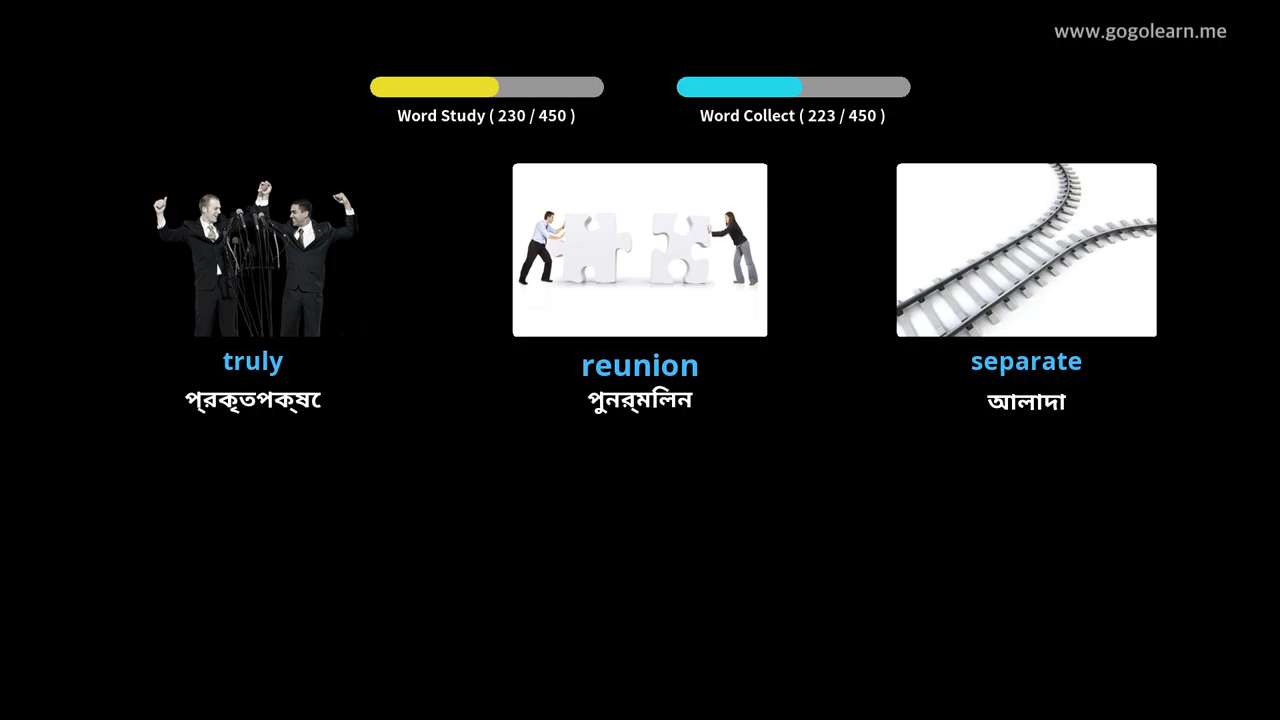 www.gogolearn.me
Word Study ( 230 / 450 )
Word Collect ( 223 / 450 )
truly
reunion
separate
প্রকৃতপক্ষে
পুনর্মিলন
আলাদা